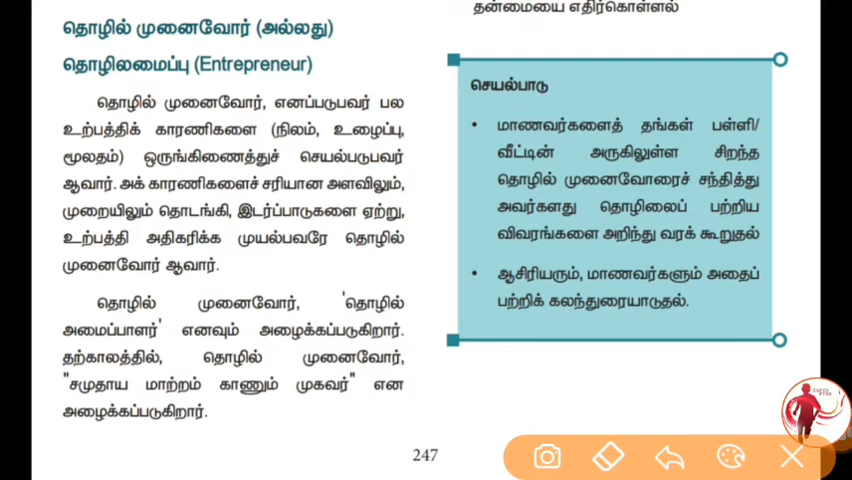 தொழில் முனைவோர் (அல்லது)
தொழிலமைப்பு (Entrepreneur)
தொழில் முனைவோர், எனப்படுபவர் பல
உற்பத்திக் காரணிகளை (நிலம், உழைப்பு,
மூலதம்) ஒருங்கிணைத்துச் செயல்படுபவர்
ஆவார். அக் காரணிகளைச் சரியான அளவிலும்,
முறையிலும் தொடங்கி, இடர்ப்பாடுகளை ஏற்று,
உற்பத்தி அதிகரிக்க முயல்பவரே தொழில்
முனைவோர் ஆவார்.
தொழில் முனைவோர், 'தொழில்
அமைப்பாளர்' எனவும் அழைக்கப்படுகிறார்.
தற்காலத்தில், தொழில் முனைவோர்,
"சமுதாய மாற்றம் காணும் முகவர்" என
அழைக்கப்படுகிறார்.
தன்மையை எதிர்கொள்ளல்
செயல்பாடு
• மாணவர்களைத் தங்கள் பள்ளி/
வீட்டின் அருகிலுள்ள சிறந்த
தொழில் முனைவோரைச் சந்தித்து
அவர்களது தொழிலைப் பற்றிய
விவரங்களை அறிந்து வரக் கூறுதல்
• ஆசிரியரும், மாணவர்களும் அதைப்
பற்றிக் கலந்துரையாடுதல்.
247